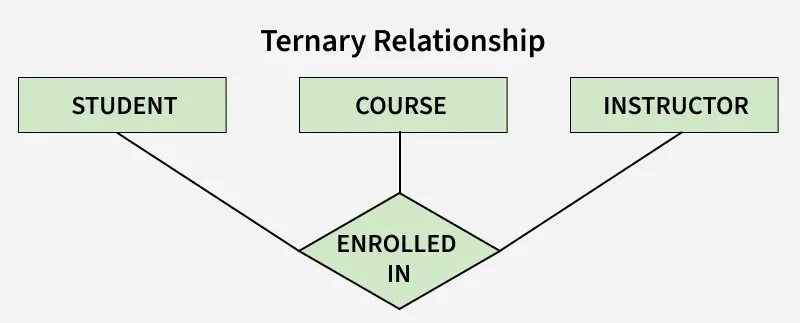 Ternary Relationship
STUDENT
COURSE
INSTRUCTOR
ENROLLED
IN